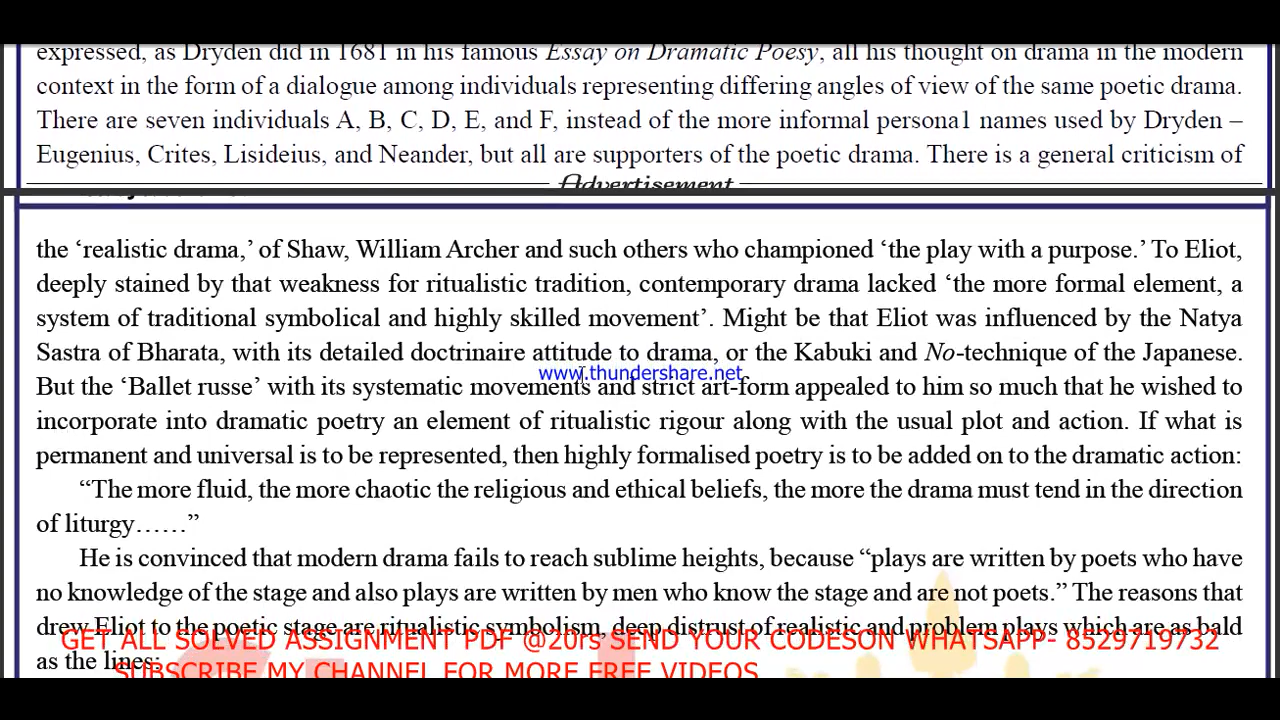 expressed, as Dryden did in 1681 in his famous Essay on Dramatic Poesy, all his thought on drama in the modern
context in the form of a dialogue among individuals representing differing angles of view of the same poetic drama.
There are seven individuals A, B, C, D, E, and F, instead of the more informal persona1 names used by Dryden –
Eugenius, Crites, Lisideius, and Neander, but all are supporters of the poetic drama. There is a general criticism of
Advertisement
the ‘realistic drama,’ of Shaw, William Archer and such others who championed ‘the play with a purpose.’ To Eliot,
deeply stained by that weakness for ritualistic tradition, contemporary drama lacked ‘the more formal element, a
system of traditional symbolical and highly skilled movement’. Might be that Eliot was influenced by the Natya
Sastra of Bharata, with its detailed doctrinaire attitude to drama, or the Kabuki and No-technique of the Japanese.
www.thundershare.net
But the ‘Ballet russe’ with its systematic movements and strict art-form appealed to him so much that he wished to
incorporate into dramatic poetry an element of ritualistic rigour along with the usual plot and action. If what is
permanent and universal is to be represented, then highly formalised poetry is to be added on to the dramatic action:
“The more fluid, the more chaotic the religious and ethical beliefs, the more the drama must tend in the direction
of liturgy……”
He is convinced that modern drama fails to reach sublime heights, because “plays are written by poets who have
no knowledge of the stage and also plays are written by men who know the stage and are not poets.” The reasons that
drew Eliot to the poetic stage are ritualistic symbolism, deep distrust of realistic and problem plays which are as bald
GET ALL SOLVED ASSIGNMENT PDF @20rs SEND YOUR CODESON WHATSAPP- 8529719732
as the lines:
SUBSCRIBE MY CHANNEL FOR MORE FREE VIDEOS